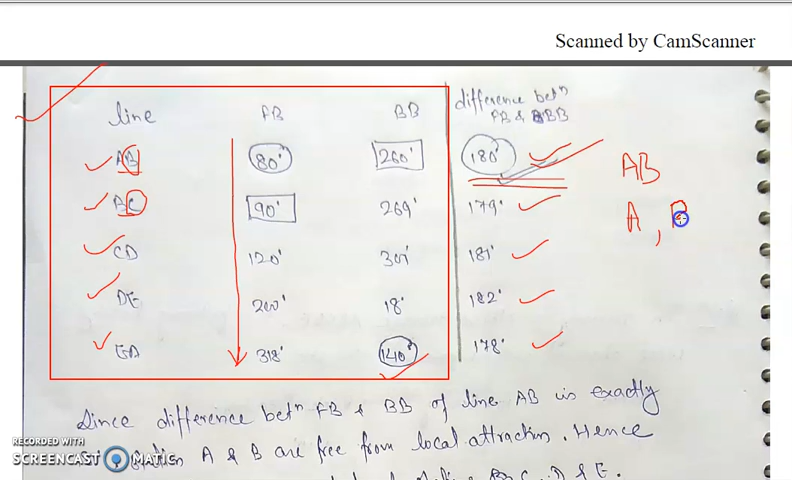 Scanned by CamScanner
line FB BB difference betn FB & BB
AB 80° 260° 180° AB
BC 90° 269° 179° A, B
CD 120° 301° 181°
DE 200° 18° 182°
EA 318° 140° 178°
Since difference betn FB & BB of line AB is exactly
RECORDED WITH
A & B are free from local attraction. Hence
SCREENCAST MATIC